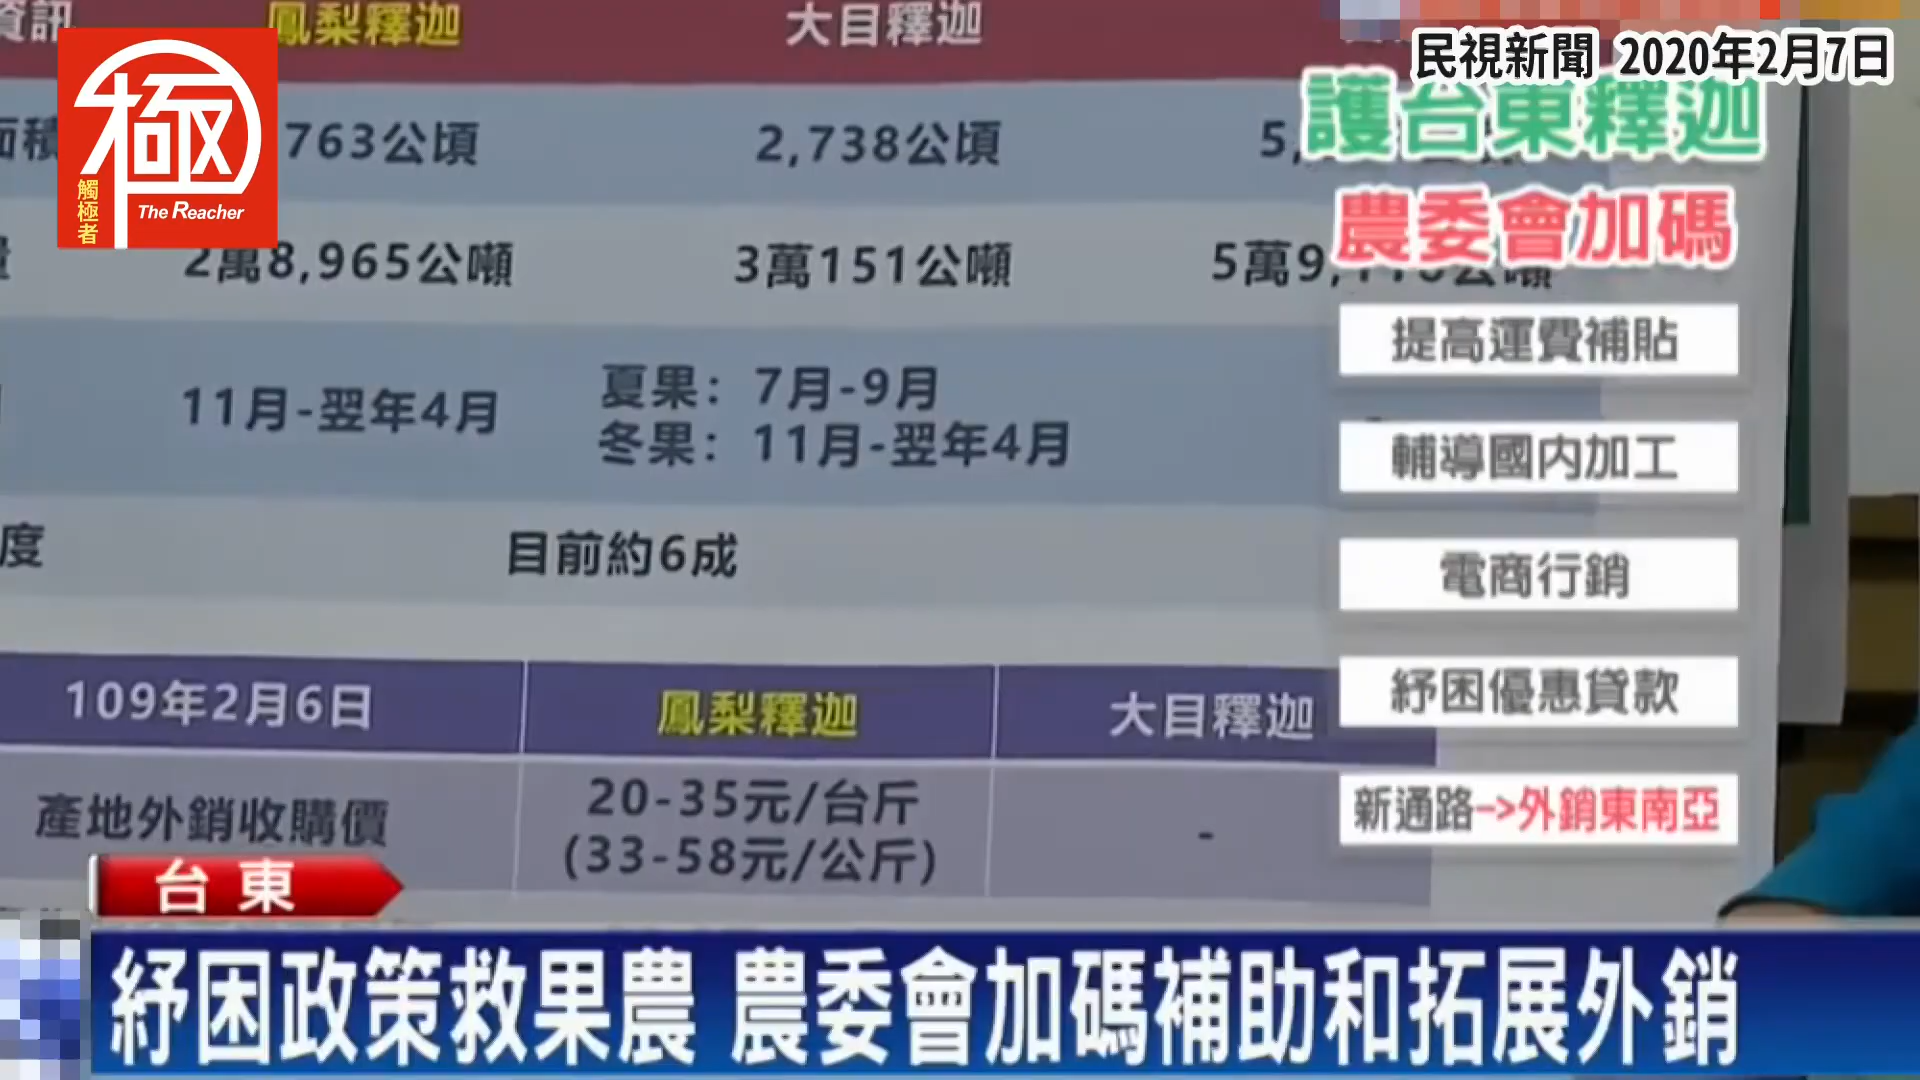 資訊 鳳梨釋迦 大目釋迦
民視新聞 2020年2月7日
極
觸極者
The Reacher
面積 763公頃 2,738公頃 5,
護台東釋迦
農委會加碼
量 2萬8,965公噸 3萬151公噸 5萬9,116公噸
提高運費補貼
11月-翌年4月
夏果：7月-9月
冬果：11月-翌年4月
輔導國內加工
度 目前約6成
電商行銷
紓困優惠貸款
109年2月6日 鳳梨釋迦 大目釋迦
新通路->外銷東南亞
產地外銷收購價
20-35元/台斤
(33-58元/公斤)
-
台東
紓困政策救果農 農委會加碼補助和拓展外銷